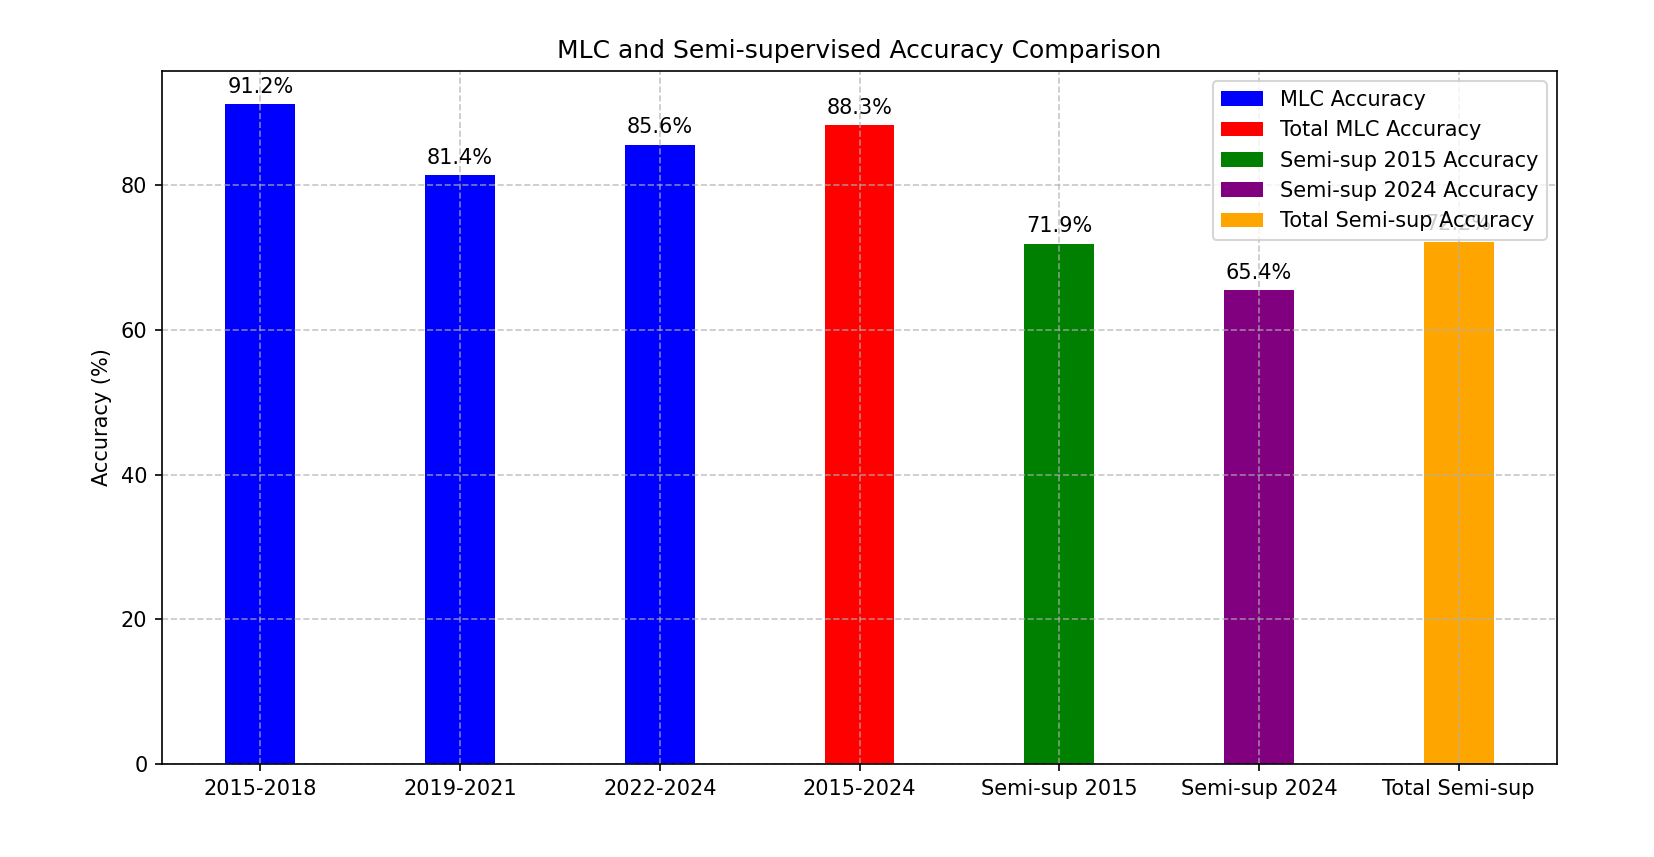 MLC and Semi-supervised Accuracy Comparison
91.2%
81.4%
85.6%
88.3%
71.9%
65.4%
MLC Accuracy
Total MLC Accuracy
Semi-sup 2015 Accuracy
Semi-sup 2024 Accuracy
Total Semi-sup Accuracy
Accuracy (%)
80
60
40
20
0
2015-2018
2019-2021
2022-2024
2015-2024
Semi-sup 2015
Semi-sup 2024
Total Semi-sup